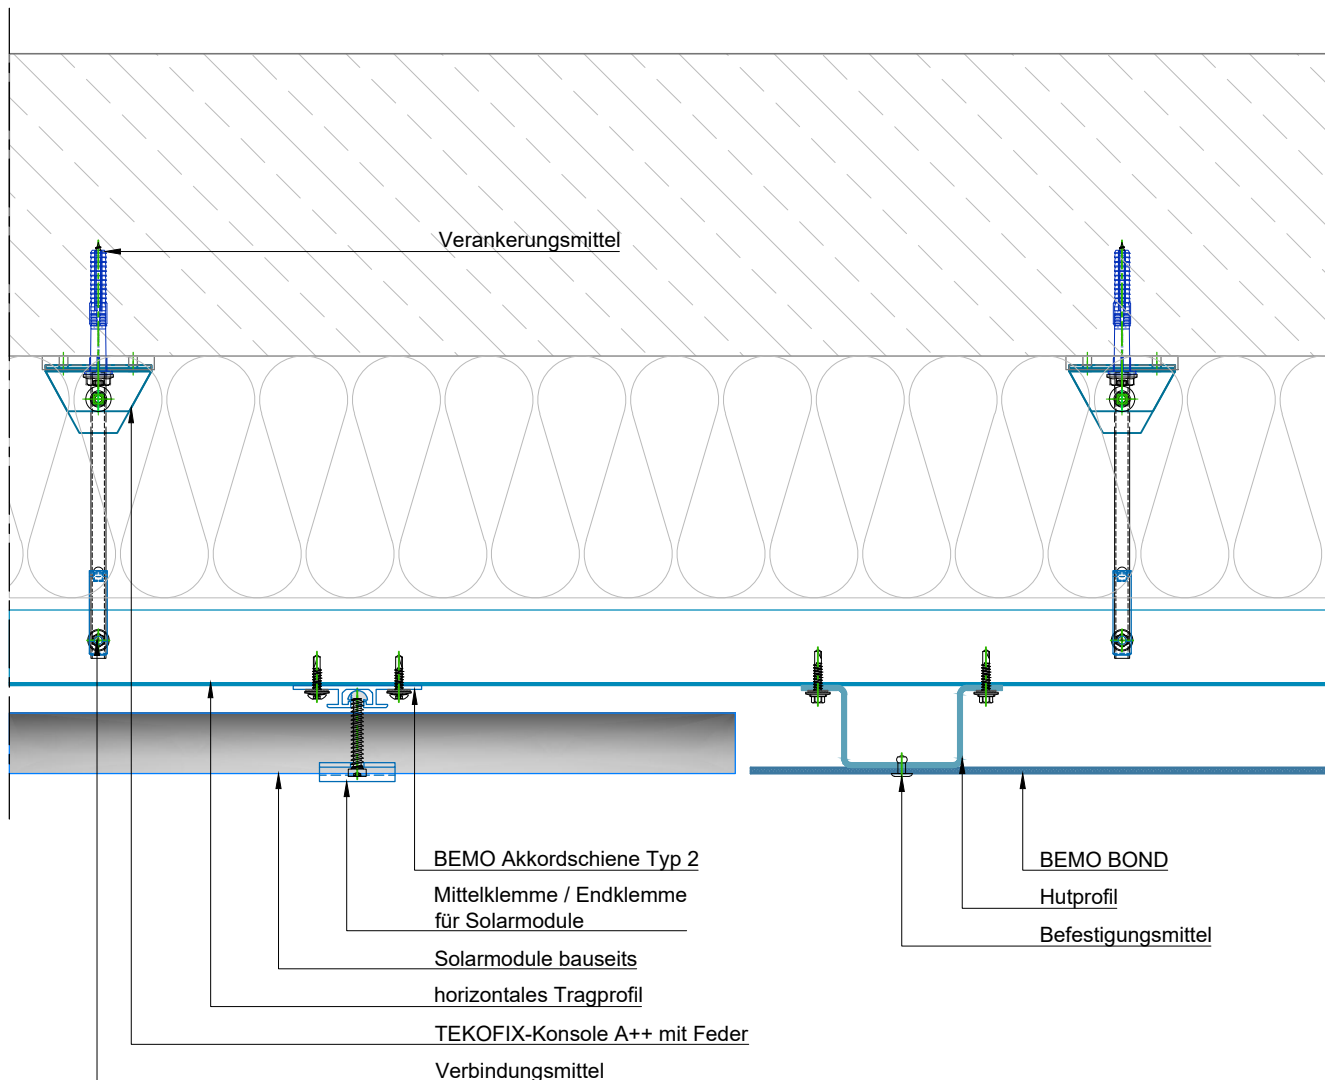 Verankerungsmittel
BEMO Akkordschiene Typ 2
Mittelklemme / Endklemme
für Solarmodule
Solarmodule bauseits
horizontales Tragprofil
TEKOFIX-Konsole A++ mit Feder
Verbindungsmittel
BEMO BOND
Hutprofil
Befestigungsmittel